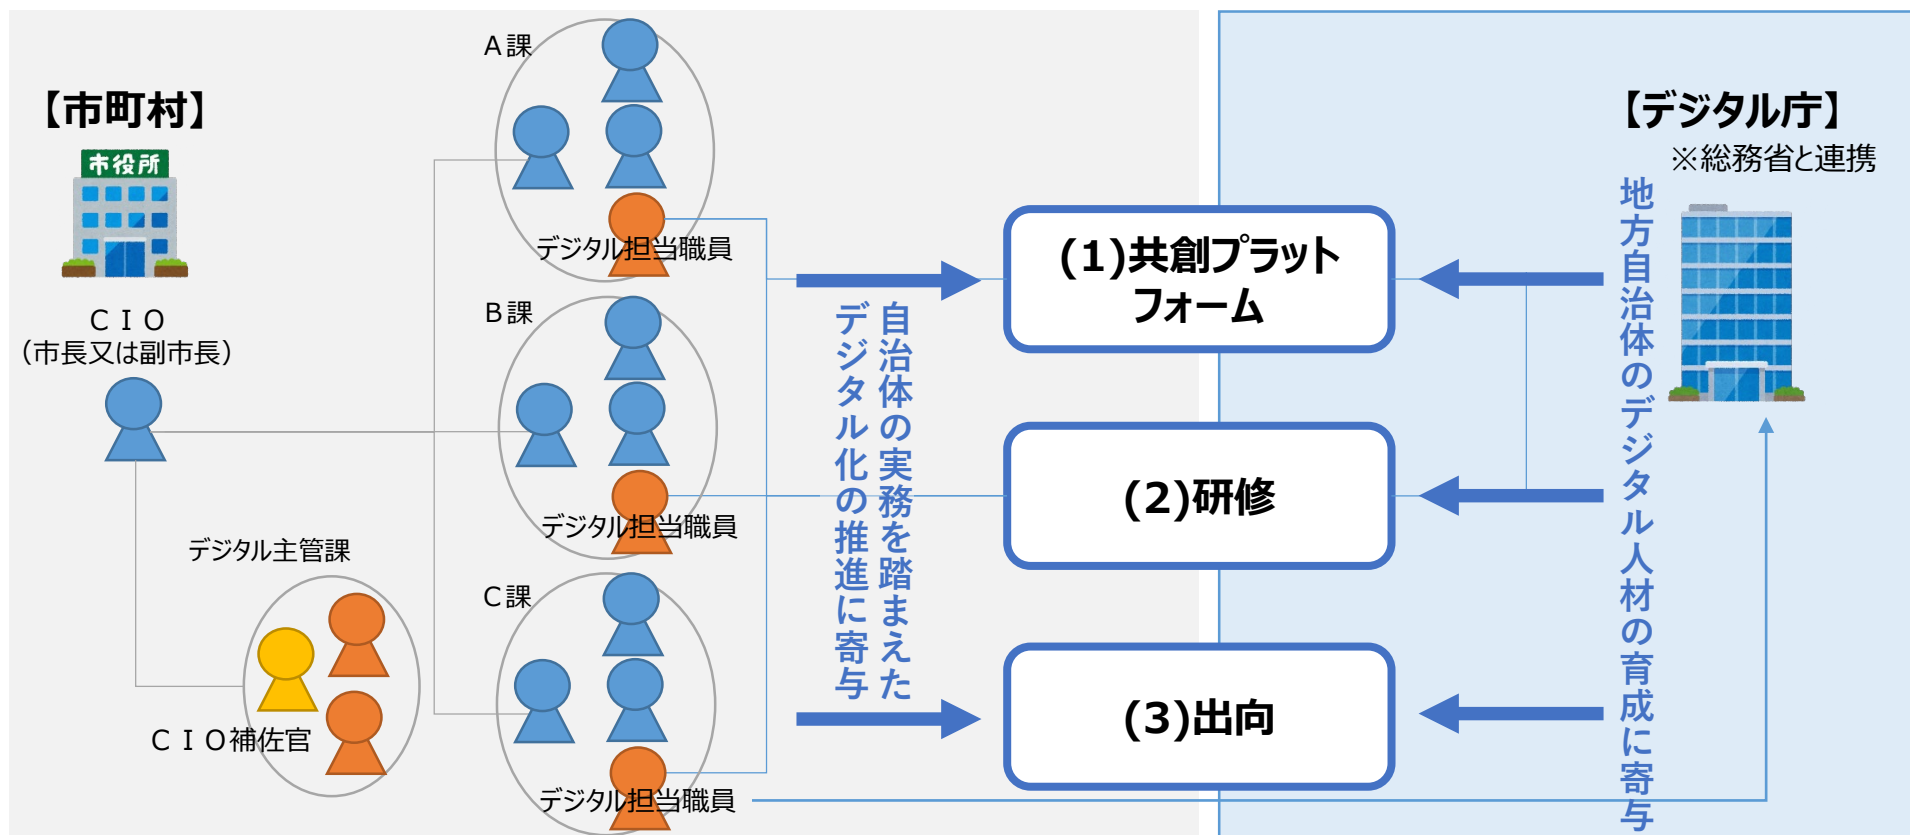 【市町村】
市役所
ＣＩＯ
（市長又は副市長）
デジタル主管課
ＣＩＯ補佐官
Ａ課
デジタル担当職員
Ｂ課
デジタル担当職員
Ｃ課
デジタル担当職員
自治体の実務を踏まえた
デジタル化の推進に寄与
(1)共創プラット
フォーム
(2)研修
(3)出向
【デジタル庁】
※総務省と連携
地方自治体のデジタル人材の育成に寄与